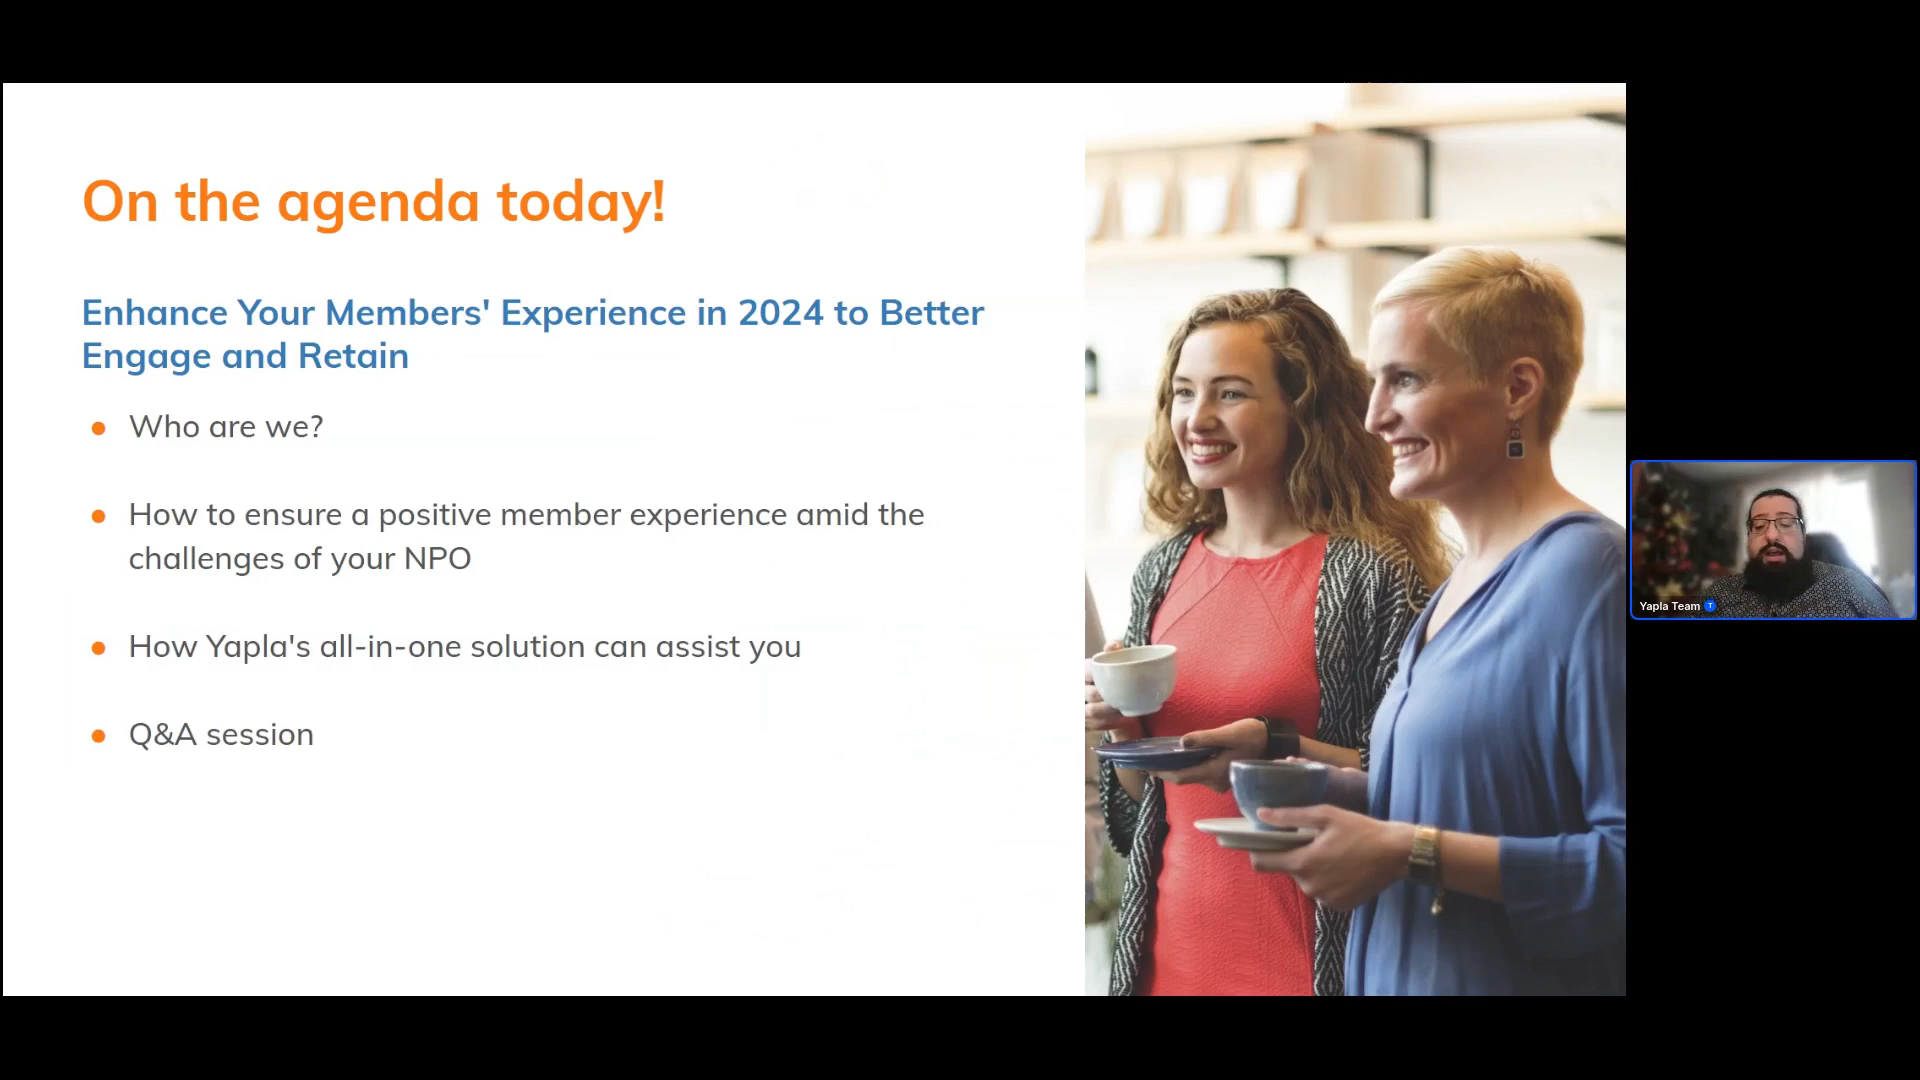 On the agenda today!
Enhance Your Members' Experience in 2024 to Better
Engage and Retain
Who are we?
How to ensure a positive member experience amid the
challenges of your NPO
How Yapla's all-in-one solution can assist you
Q&A session
Yapla Team T